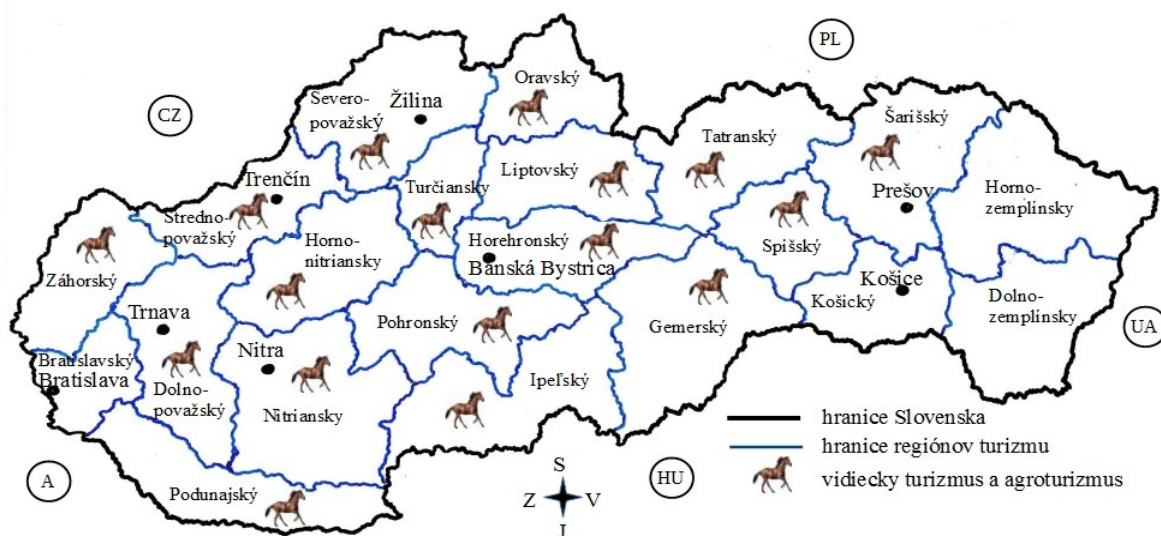 PL
CZ
Oravský
Severo-
považský
Žilina
Šarišský
Tatranský
Trenčín
Turčiansky
Liptovský
Prešov
Horno-
zemplínsky
Stredno-
považský
Horno-
nitriansky
Horehronský
Banská Bystrica
Spišský
Záhorský
Košice
Košický
Dolno-
zemplínsky
Trnava
Pohronský
Gemerský
UA
Bratislavský
Bratislava
Nitra
Dolno-
považský
Nitriansky
Ipeľský
hranice Slovenska
hranice regiónov turizmu
vidiecky turizmus a agroturizmus
A
HU
Podunajský
S
Z V
J